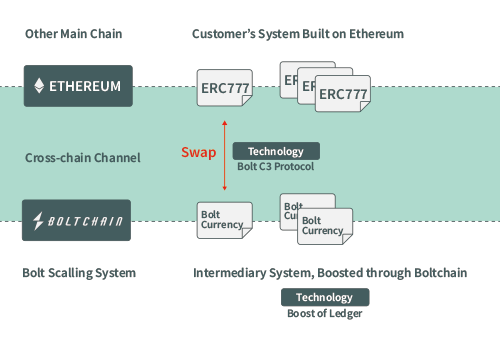 Other Main Chain
Customer's System Built on Ethereum
ETHEREUM
ERC777
ER
ER
ERC777
Cross-chain Channel
Swap
Technology
Bolt C3 Protocol
BOLTCHAIN
Bolt
Currency
Bolt
Cu
Bolt
Currency
Bolt Scalling System
Intermediary System, Boosted through Boltchain
Technology
Boost of Ledger